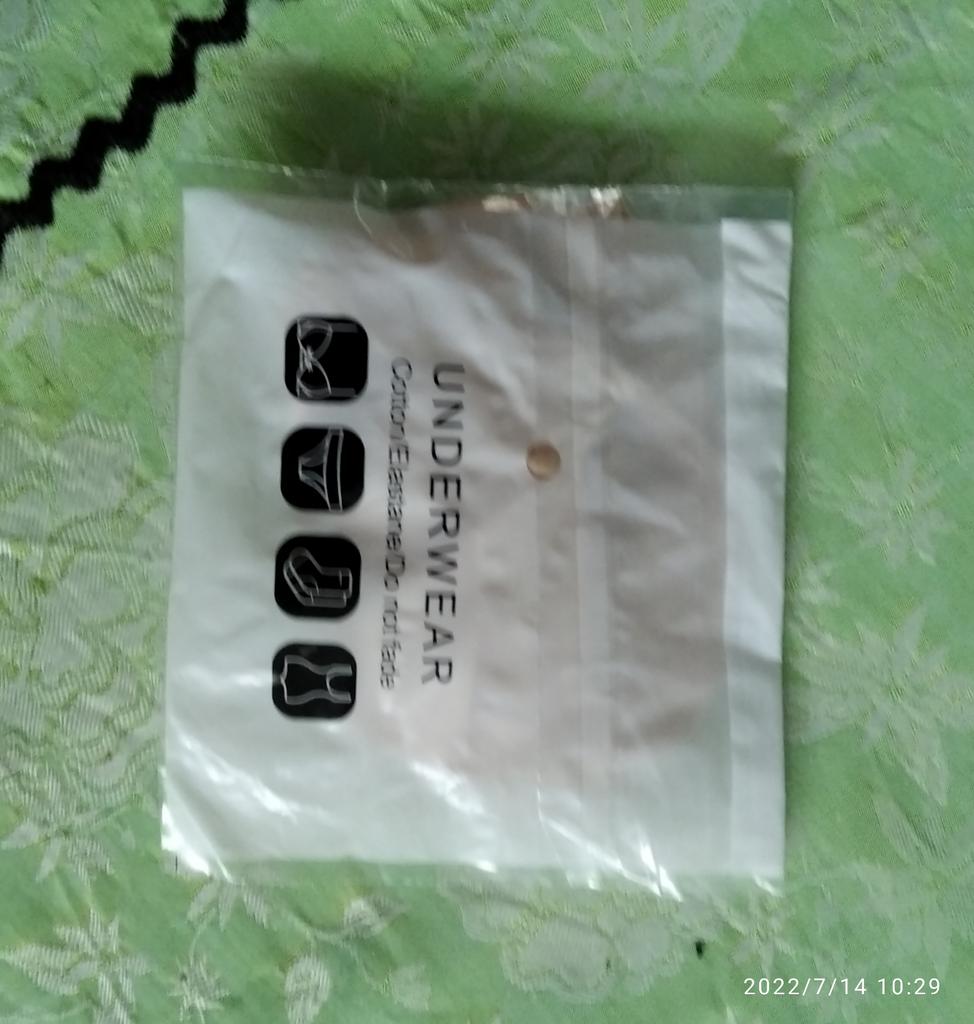 UNDERWEAR
Cotton/Elastane/Do not fade
2022/7/14 10:29